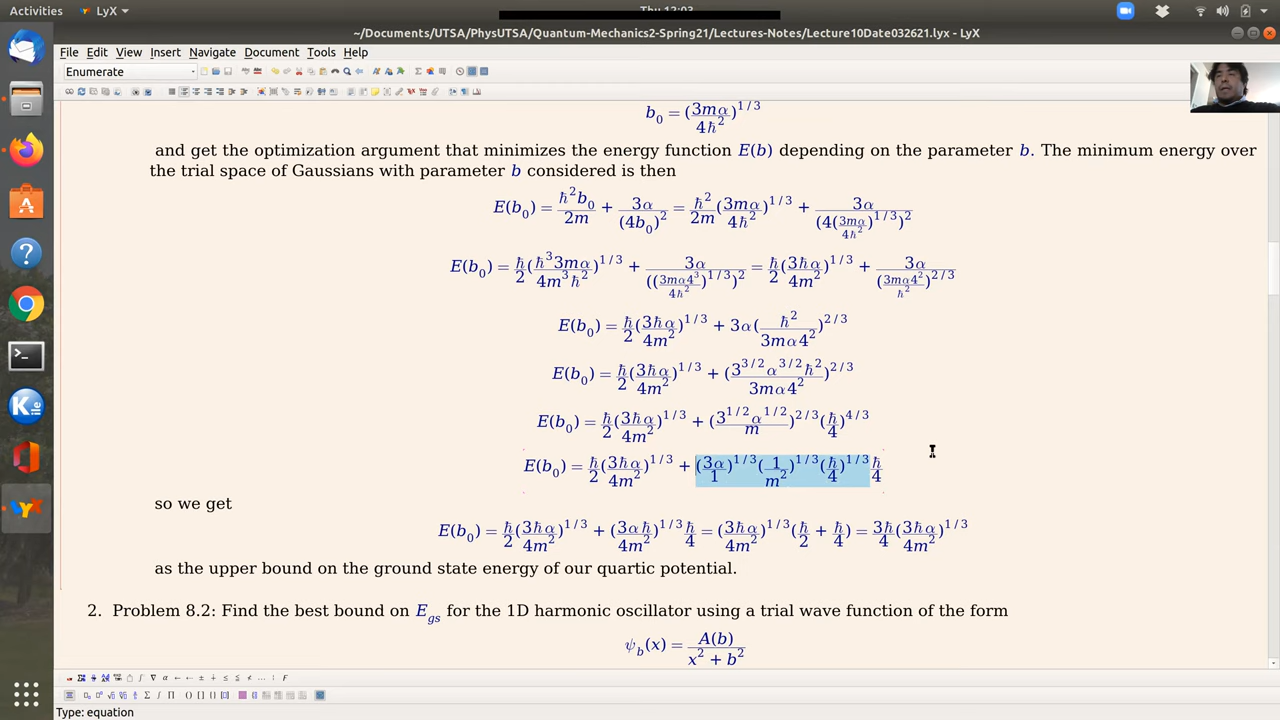 Activities LyX Thu 12:03
~/Documents/UTSA/PhysUTSA/Quantum-Mechanics2-Spring21/Lectures-Notes/Lecture10Date032621.lyx - LyX
File Edit View Insert Navigate Document Tools Help
Enumerate
b₀ = (3mα/4ħ²)^1/3
and get the optimization argument that minimizes the energy function E(b) depending on the parameter b. The minimum energy over
the trial space of Gaussians with parameter b considered is then
E(b₀) = ħ²b₀/2m + 3α/(4b₀)² = ħ²/2m (3mα/4ħ²)^1/3 + 3α/(4(3mα/4ħ²)^1/3)²
E(b₀) = ħ/2 (ħ³3mα/4m³ħ²)^1/3 + 3α/((3mα4³/4ħ²)^1/3)² = ħ/2 (3ħα/4m²)^1/3 + 3α/(3mα4²/ħ²)^2/3
E(b₀) = ħ/2 (3ħα/4m²)^1/3 + 3α(ħ²/3mα4²)^2/3
E(b₀) = ħ/2 (3ħα/4m²)^1/3 + (3^3/2 α^3/2 ħ²/3mα4²)^2/3
E(b₀) = ħ/2 (3ħα/4m²)^1/3 + (3^1/2 α^1/2/m)^2/3 (ħ/4)^4/3
E(b₀) = ħ/2 (3ħα/4m²)^1/3 + (3α/1)^1/3 (1/m²)^1/3 (ħ/4)^1/3 ħ/4
so we get
E(b₀) = ħ/2 (3ħα/4m²)^1/3 + (3αħ/4m²)^1/3 ħ/4 = (3ħα/4m²)^1/3 (ħ/2 + ħ/4) = 3ħ/4 (3ħα/4m²)^1/3
as the upper bound on the ground state energy of our quartic potential.
2. Problem 8.2: Find the best bound on E_gs for the 1D harmonic oscillator using a trial wave function of the form
ψ_b(x) = A(b)/x² + b²
Type: equation